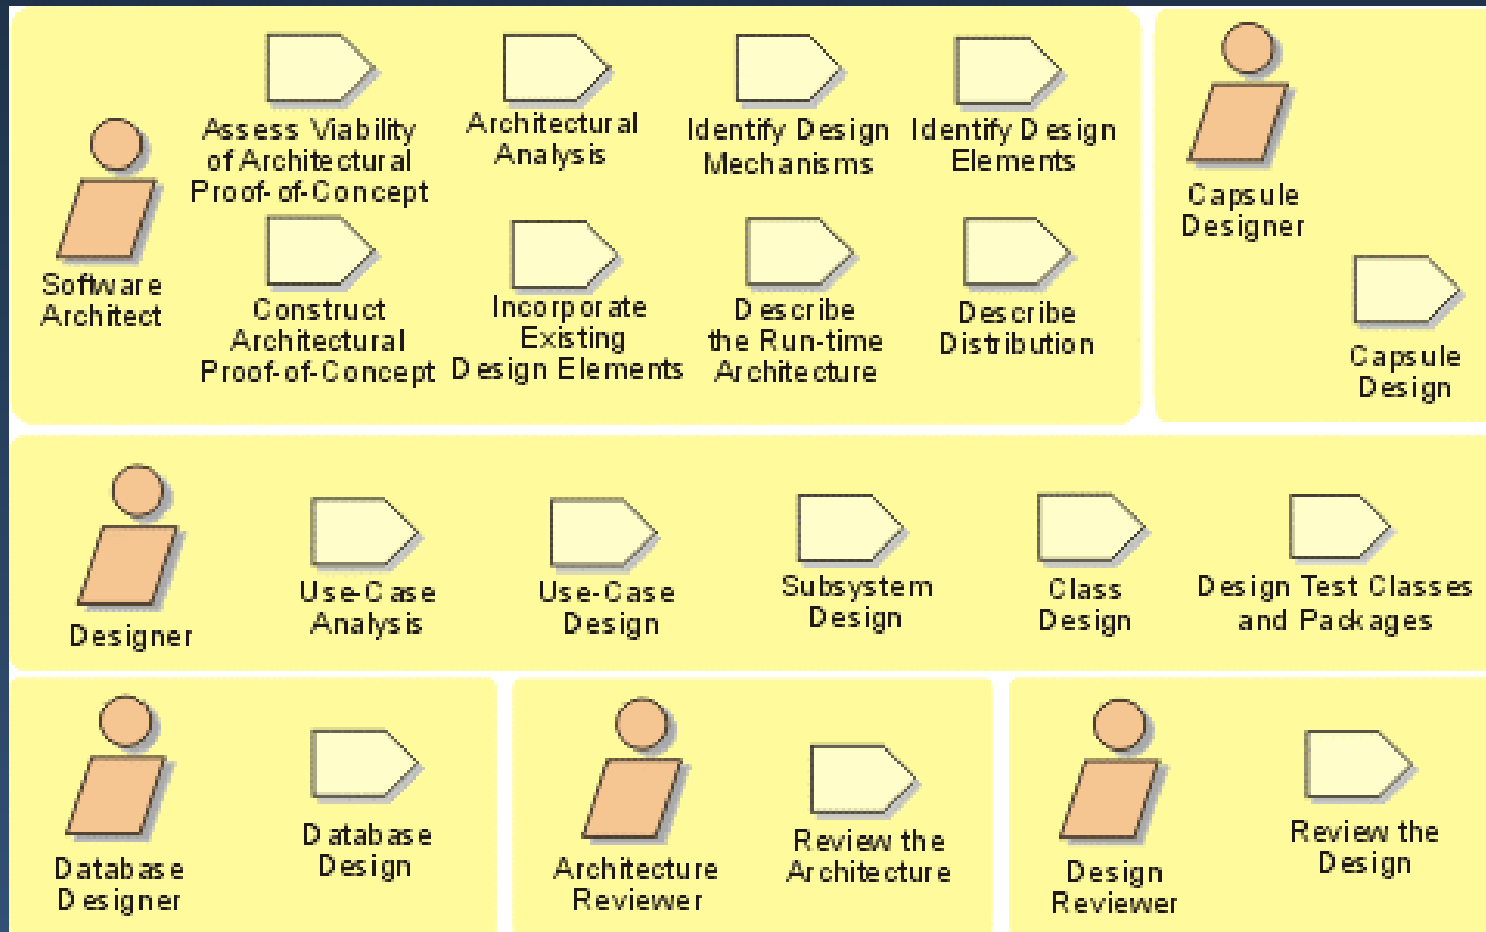 Assess Viability
of Architectural
Proof-of-Concept
Architectural
Analysis
Identify Design
Mechanisms
Identify Design
Elements
Software
Architect
Construct
Architectural
Proof-of-Concept
Incorporate
Existing
Design Elements
Describe
the Run-time
Architecture
Describe
Distribution
Capsule
Designer
Capsule
Design
Designer
Use-Case
Analysis
Use-Case
Design
Subsystem
Design
Class
Design
Design Test Classes
and Packages
Database
Designer
Database
Design
Architecture
Reviewer
Review the
Architecture
Design
Reviewer
Review the
Design